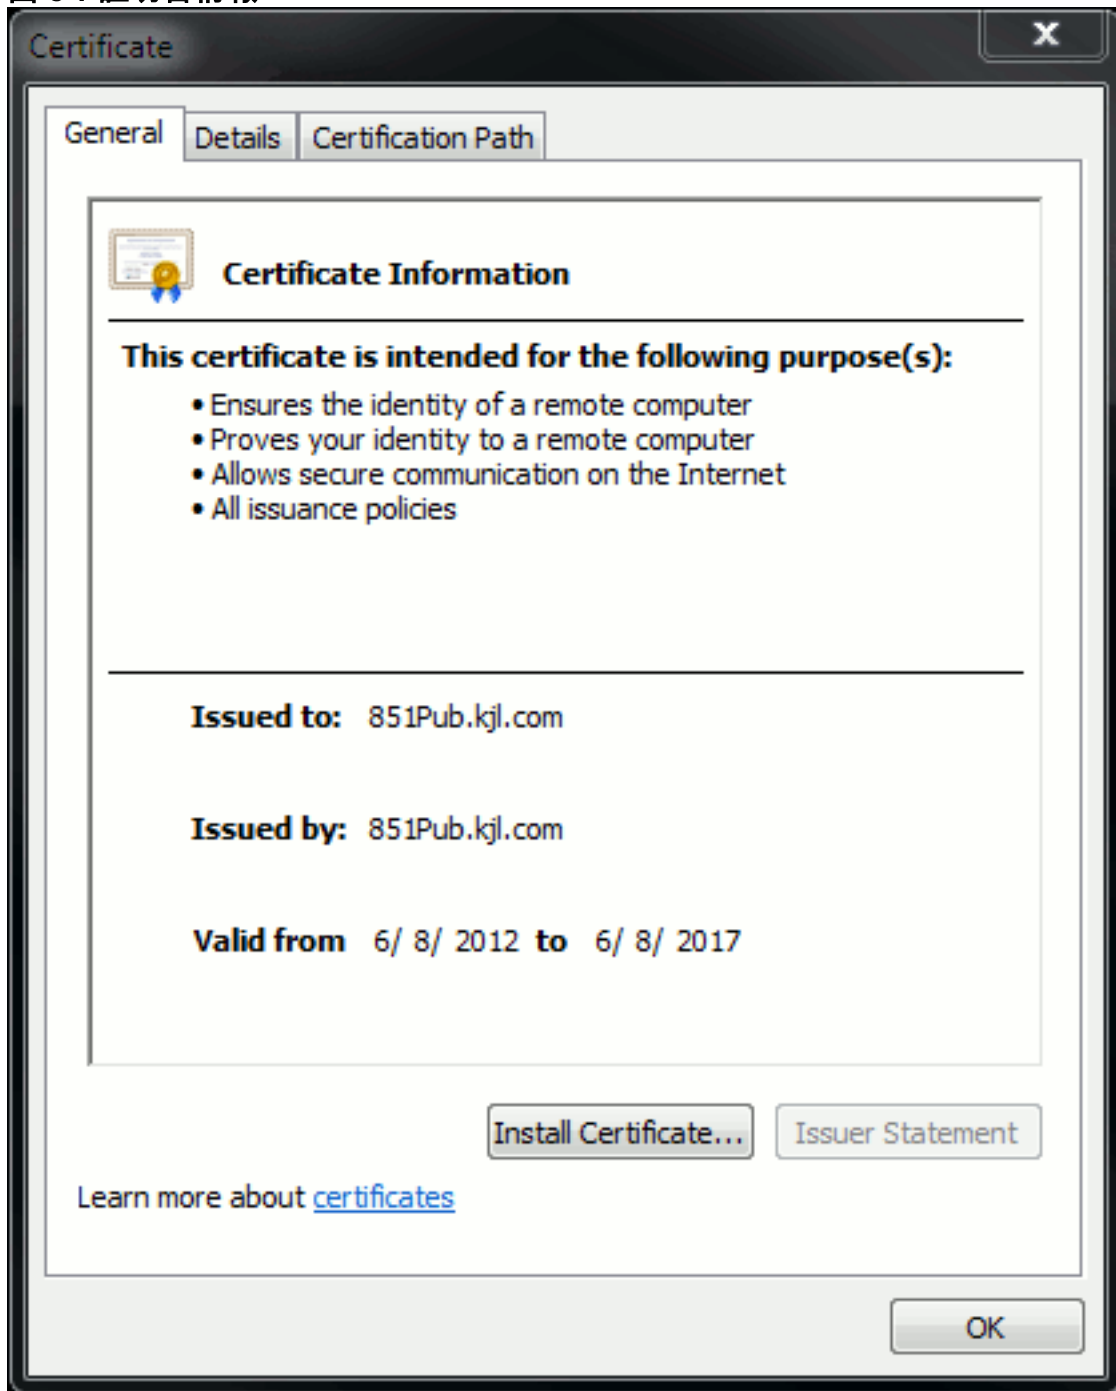 Certificate
General Details Certification Path
Certificate Information
This certificate is intended for the following purpose(s):
• Ensures the identity of a remote computer
• Proves your identity to a remote computer
• Allows secure communication on the Internet
• All issuance policies
Issued to: 851Pub.kjl.com
Issued by: 851Pub.kjl.com
Valid from 6/ 8/ 2012 to 6/ 8/ 2017
Install Certificate... Issuer Statement
Learn more about certificates
OK